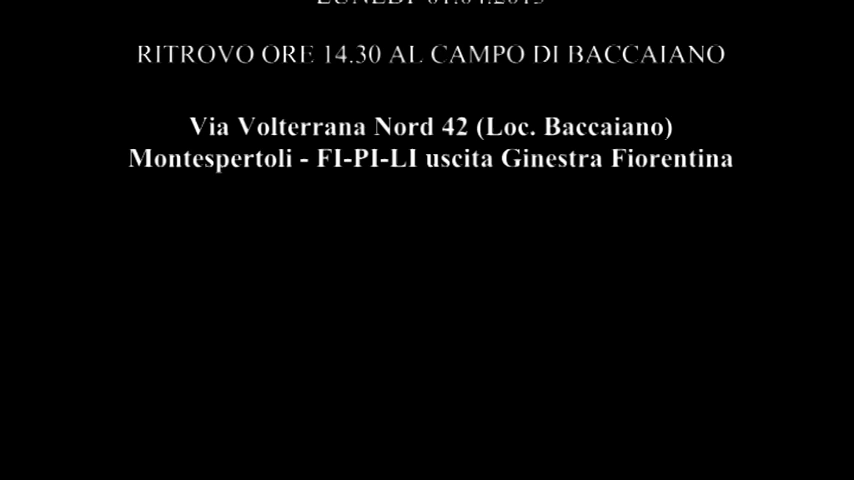 RITROVO ORE 14.30 AL CAMPO DI BACCAIANO
Via Volterrana Nord 42 (Loc. Baccaiano)
Montespertoli - FI-PI-LI uscita Ginestra Fiorentina